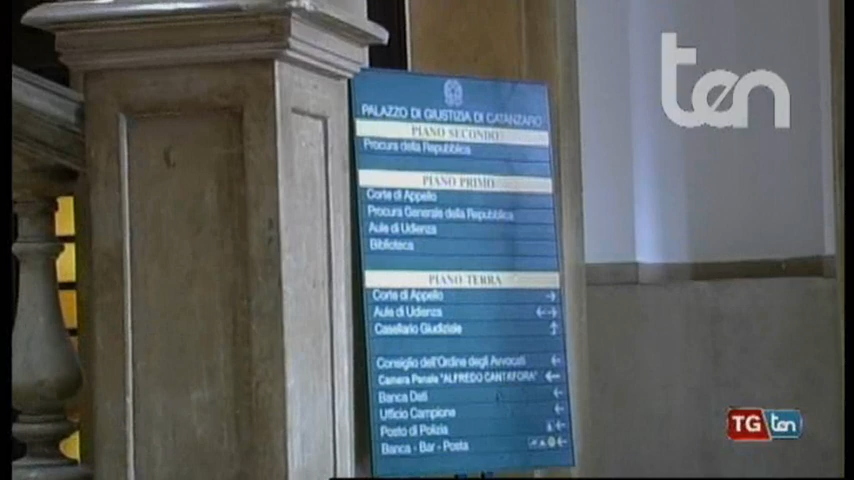 ten
PALAZZO DI GIUSTIZIA DI CATANZARO
PIANO SECONDO
Procura della Repubblica
PIANO PRIMO
Corte di Appello
Procura Generale della Repubblica
Aule di Udienza
Biblioteca
PIANO TERRA
Corte di Appello →
Aule di Udienza ←→
Casellario Giudiziale ↑
Consiglio dell'Ordine degli Avvocati ←
Camera Penale "ALFREDO CANTAFORA" ←
Banca Dati ←
Ufficio Campione ←
Posto di Polizia ←
Banca - Bar - Posta ←
TG ten